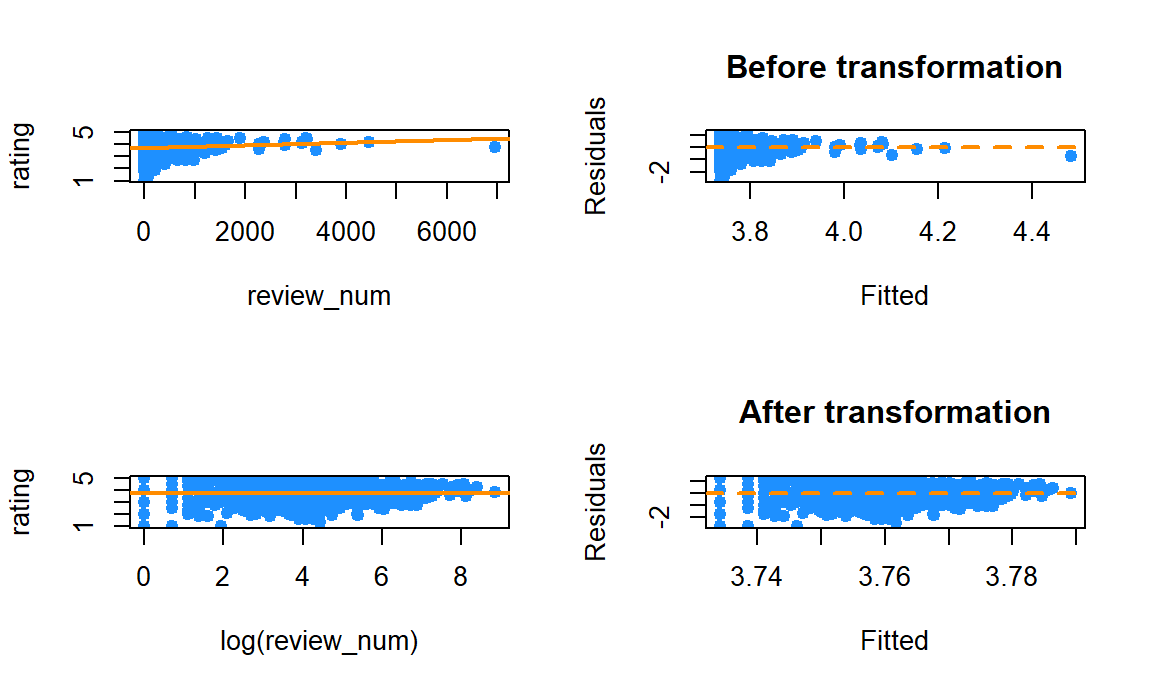 rating
5
1
0 2000 4000 6000
review_num
Before transformation
Residuals
-2
3.8 4.0 4.2 4.4
Fitted
rating
5
1
0 2 4 6 8
log(review_num)
After transformation
Residuals
-2
3.74 3.76 3.78
Fitted